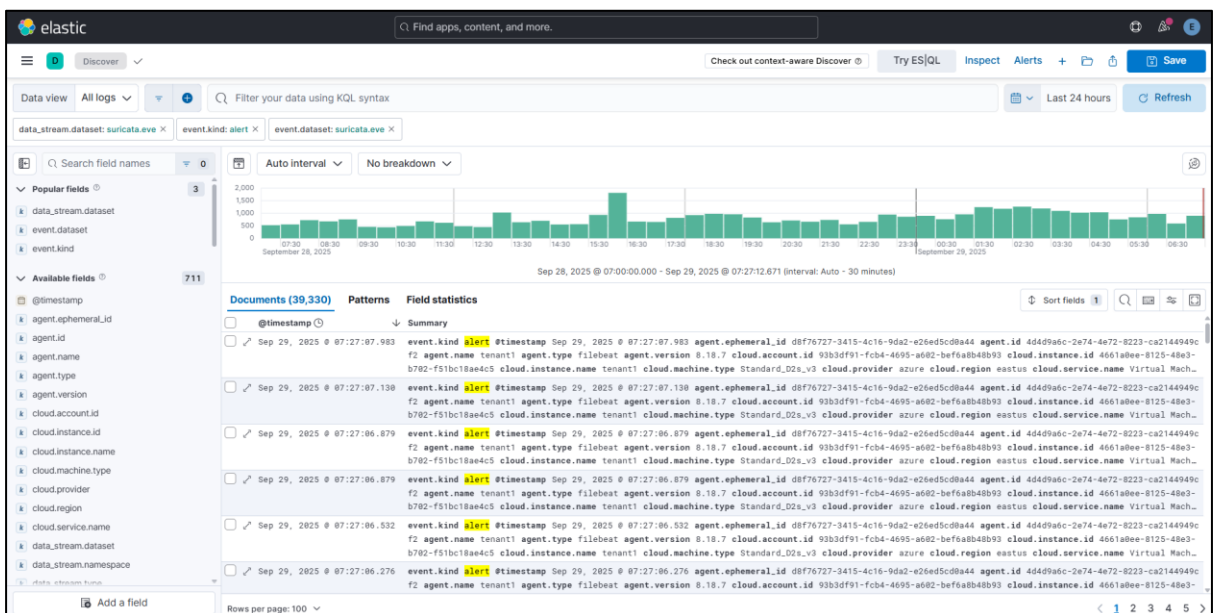 elastic
Find apps, content, and more.
E
D Discover
Check out context-aware Discover
Try ES|QL
Inspect
Alerts
Save
Data view All logs
Filter your data using KQL syntax
Last 24 hours
Refresh
data_stream.dataset: suricata.eve ×
event.kind: alert ×
event.dataset: suricata.eve ×
Search field names
0
Auto interval
No breakdown
Popular fields 3
data_stream.dataset
event.dataset
event.kind
Available fields 711
@timestamp
agent.ephemeral_id
agent.id
agent.name
agent.type
agent.version
cloud.account.id
cloud.instance.id
cloud.instance.name
cloud.machine.type
cloud.provider
cloud.region
cloud.service.name
data_stream.dataset
data_stream.namespace
data_stream.type
Add a field
2,000
1,500
1,000
500
0
07:30 08:30 09:30 10:30 11:30 12:30 13:30 14:30 15:30 16:30 17:30 18:30 19:30 20:30 21:30 22:30 23:30 00:30 01:30 02:30 03:30 04:30 05:30 06:30
September 28, 2025
September 29, 2025
Sep 28, 2025 @ 07:00:00.000 - Sep 29, 2025 @ 07:27:12.671 (interval: Auto - 30 minutes)
Documents (39,330) Patterns Field statistics
Sort fields 1
@timestamp Summary
Sep 29, 2025 @ 07:27:07.983 event.kind alert @timestamp Sep 29, 2025 @ 07:27:07.983 agent.ephemeral_id d8f76727-3415-4c16-9da2-e26ed5cd0a44 agent.id 4d4d9a6c-2e74-4e72-8223-ca2144949c
f2 agent.name tenant1 agent.type filebeat agent.version 8.18.7 cloud.account.id 93b3df91-fcb4-4695-a602-bef6a8b48b93 cloud.instance.id 4661a0ee-8125-48e3-
b702-f51bc18ae4c5 cloud.instance.name tenant1 cloud.machine.type Standard_D2s_v3 cloud.provider azure cloud.region eastus cloud.service.name Virtual Mach…
Sep 29, 2025 @ 07:27:07.130 event.kind alert @timestamp Sep 29, 2025 @ 07:27:07.130 agent.ephemeral_id d8f76727-3415-4c16-9da2-e26ed5cd0a44 agent.id 4d4d9a6c-2e74-4e72-8223-ca2144949c
f2 agent.name tenant1 agent.type filebeat agent.version 8.18.7 cloud.account.id 93b3df91-fcb4-4695-a602-bef6a8b48b93 cloud.instance.id 4661a0ee-8125-48e3-
b702-f51bc18ae4c5 cloud.instance.name tenant1 cloud.machine.type Standard_D2s_v3 cloud.provider azure cloud.region eastus cloud.service.name Virtual Mach…
Sep 29, 2025 @ 07:27:06.879 event.kind alert @timestamp Sep 29, 2025 @ 07:27:06.879 agent.ephemeral_id d8f76727-3415-4c16-9da2-e26ed5cd0a44 agent.id 4d4d9a6c-2e74-4e72-8223-ca2144949c
f2 agent.name tenant1 agent.type filebeat agent.version 8.18.7 cloud.account.id 93b3df91-fcb4-4695-a602-bef6a8b48b93 cloud.instance.id 4661a0ee-8125-48e3-
b702-f51bc18ae4c5 cloud.instance.name tenant1 cloud.machine.type Standard_D2s_v3 cloud.provider azure cloud.region eastus cloud.service.name Virtual Mach…
Sep 29, 2025 @ 07:27:06.879 event.kind alert @timestamp Sep 29, 2025 @ 07:27:06.879 agent.ephemeral_id d8f76727-3415-4c16-9da2-e26ed5cd0a44 agent.id 4d4d9a6c-2e74-4e72-8223-ca2144949c
f2 agent.name tenant1 agent.type filebeat agent.version 8.18.7 cloud.account.id 93b3df91-fcb4-4695-a602-bef6a8b48b93 cloud.instance.id 4661a0ee-8125-48e3-
b702-f51bc18ae4c5 cloud.instance.name tenant1 cloud.machine.type Standard_D2s_v3 cloud.provider azure cloud.region eastus cloud.service.name Virtual Mach…
Sep 29, 2025 @ 07:27:06.532 event.kind alert @timestamp Sep 29, 2025 @ 07:27:06.532 agent.ephemeral_id d8f76727-3415-4c16-9da2-e26ed5cd0a44 agent.id 4d4d9a6c-2e74-4e72-8223-ca2144949c
f2 agent.name tenant1 agent.type filebeat agent.version 8.18.7 cloud.account.id 93b3df91-fcb4-4695-a602-bef6a8b48b93 cloud.instance.id 4661a0ee-8125-48e3-
b702-f51bc18ae4c5 cloud.instance.name tenant1 cloud.machine.type Standard_D2s_v3 cloud.provider azure cloud.region eastus cloud.service.name Virtual Mach…
Sep 29, 2025 @ 07:27:06.276 event.kind alert @timestamp Sep 29, 2025 @ 07:27:06.276 agent.ephemeral_id d8f76727-3415-4c16-9da2-e26ed5cd0a44 agent.id 4d4d9a6c-2e74-4e72-8223-ca2144949c
f2 agent.name tenant1 agent.type filebeat agent.version 8.18.7 cloud.account.id 93b3df91-fcb4-4695-a602-bef6a8b48b93 cloud.instance.id 4661a0ee-8125-48e3-
Rows per page: 100
1 2 3 4 5